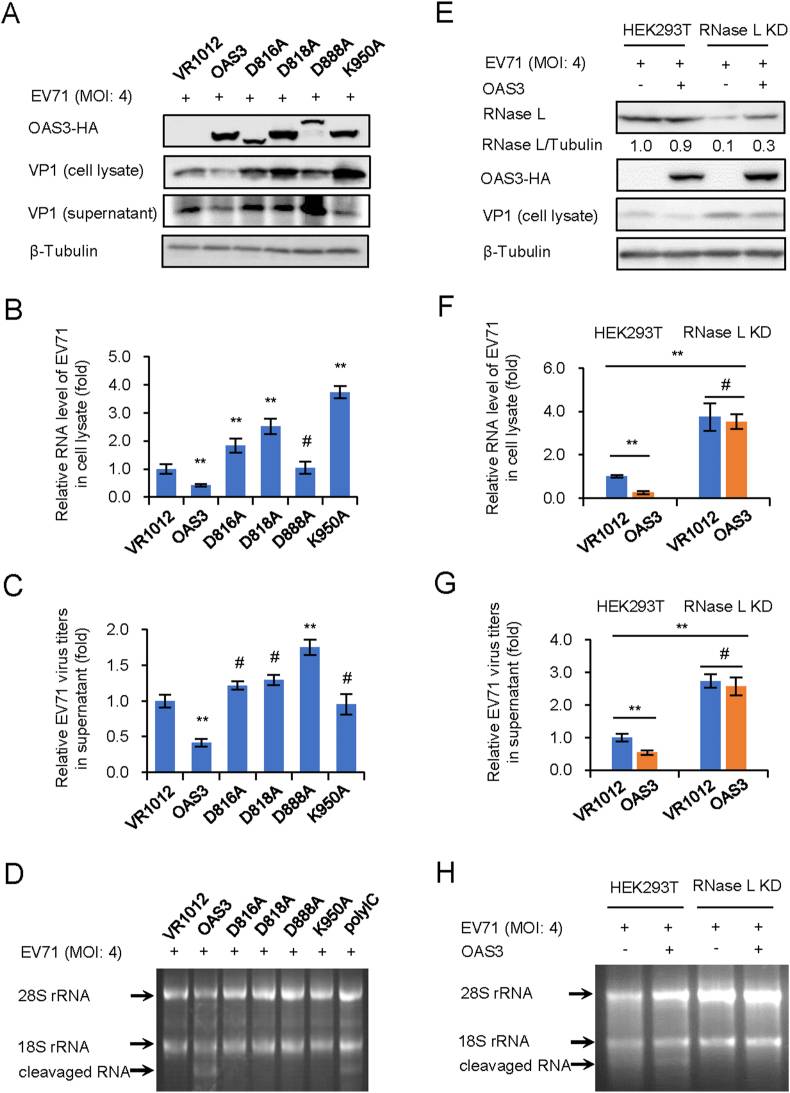 A
VR1012 OAS3 D816A D818A D888A K950A
EV71 (MOI: 4) + + + + + +
OAS3-HA
VP1 (cell lysate)
VP1 (supernatant)
β-Tubulin
B
Relative RNA level of EV71
in cell lysate (fold)
5.0
4.0
3.0
2.0
1.0
0.0
** ** ** # **
VR1012 OAS3 D816A D818A D888A K950A
C
Relative EV71 virus titers
in supernatant (fold)
2.0
1.5
1.0
0.5
0.0
** # # ** #
VR1012 OAS3 D816A D818A D888A K950A
D
VR1012 OAS3 D816A D818A D888A K950A polyIC
EV71 (MOI: 4) + + + + + + +
28S rRNA
18S rRNA
cleavaged RNA
E
HEK293T RNase L KD
EV71 (MOI: 4) + + + +
OAS3 - + - +
RNase L
RNase L/Tubulin 1.0 0.9 0.1 0.3
OAS3-HA
VP1 (cell lysate)
β-Tubulin
F
HEK293T RNase L KD
Relative RNA level of EV71
in cell lysate (fold)
6.0
4.0
2.0
0.0
**
** #
VR1012 OAS3 VR1012 OAS3
G
HEK293T RNase L KD
Relative EV71 virus titers
in supernatant (fold)
4.0
3.0
2.0
1.0
0.0
**
** #
VR1012 OAS3 VR1012 OAS3
H
HEK293T RNase L KD
EV71 (MOI: 4) + + + +
OAS3 - + - +
28S rRNA
18S rRNA
cleavaged RNA